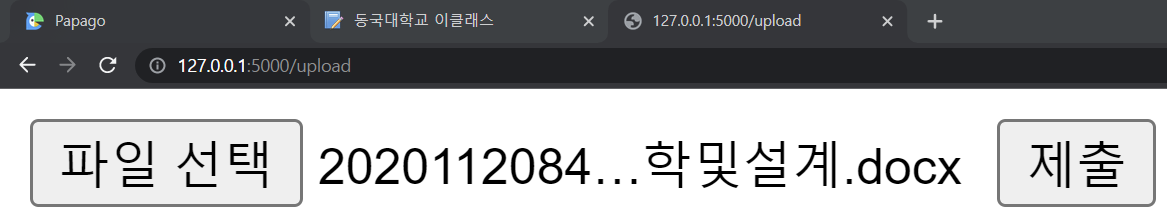 Papago 동국대학교 이클래스 127.0.0.1:5000/upload
127.0.0.1:5000/upload
파일 선택 2020112084...학및설계.docx 제출